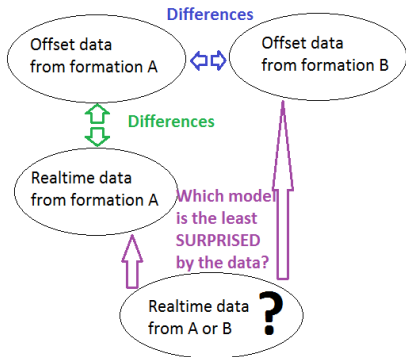 Differences
Offset data
from formation A
Offset data
from formation B
Differences
Realtime data
from formation A
Which model
is the least
SURPRISED
by the data?
Realtime data
from A or B
?